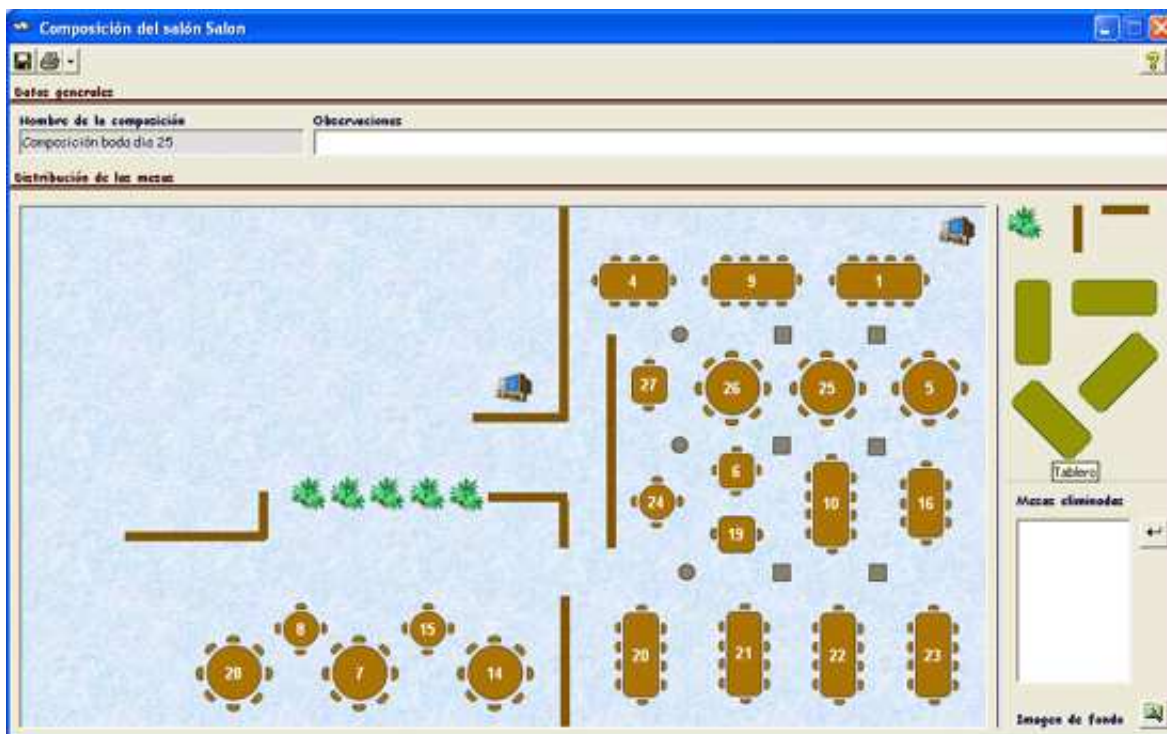 Composición del salón Salon
Datos generales
Nombre de la composición Observaciones
Composición boda día 25
Distribución de las mesas
4 9 1
27 26 25 5
6
24 10 16
19
8 15
28 7 14
20 21 22 23
Tablero
Mesas eliminadas
Imagen de fondo